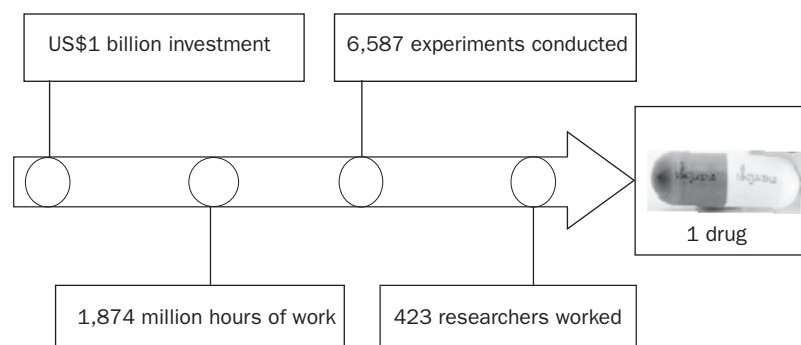 US$1 billion investment
6,587 experiments conducted
1 drug
1,874 million hours of work
423 researchers worked